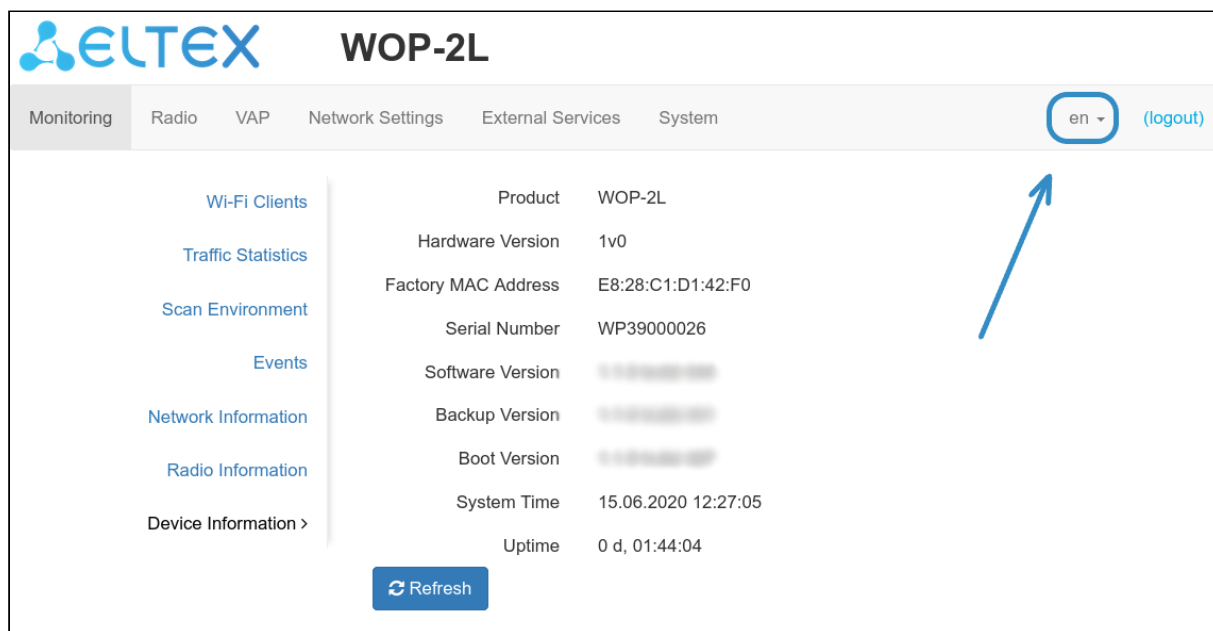 ELTEX WOP-2L
Monitoring Radio VAP Network Settings External Services System en (logout)
Wi-Fi Clients
Traffic Statistics
Scan Environment
Events
Network Information
Radio Information
Device Information >
Product WOP-2L
Hardware Version 1v0
Factory MAC Address E8:28:C1:D1:42:F0
Serial Number WP39000026
Software Version
Backup Version
Boot Version
System Time 15.06.2020 12:27:05
Uptime 0 d, 01:44:04
Refresh